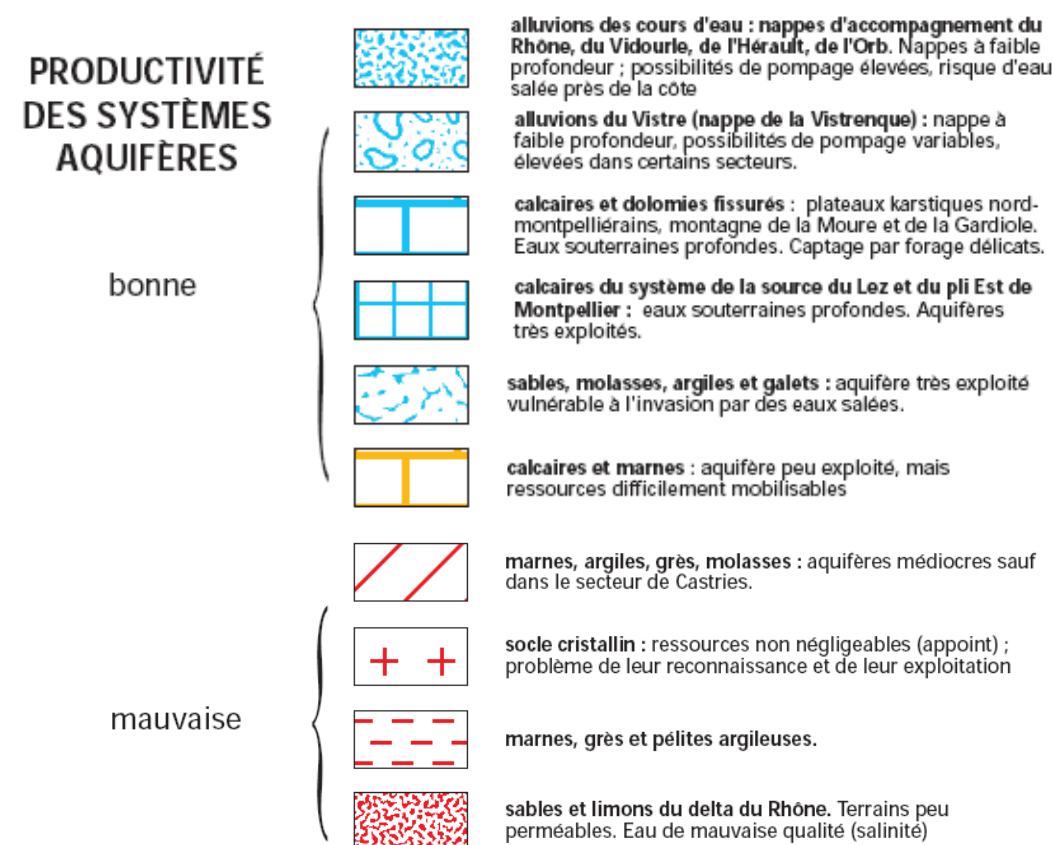 PRODUCTIVITÉ
DES SYSTÈMES
AQUIFÈRES
bonne
alluvions des cours d'eau : nappes d'accompagnement du
Rhône, du Vidourle, de l'Hérault, de l'Orb. Nappes à faible
profondeur ; possibilités de pompage élevées, risque d'eau
salée près de la côte
alluvions du Vistre (nappe de la Vistrenque) : nappe à
faible profondeur, possibilités de pompage variables,
élevées dans certains secteurs.
calcaires et dolomies fissurés : plateaux karstiques nord-
montpelliérains, montagne de la Moure et de la Gardiole.
Eaux souterraines profondes. Captage par forage délicats.
calcaires du système de la source du Lez et du pli Est de
Montpellier : eaux souterraines profondes. Aquifères
très exploités.
sables, molasses, argiles et galets : aquifère très exploité
vulnérable à l'invasion par des eaux salées.
calcaires et marnes : aquifère peu exploité, mais
ressources difficilement mobilisables
mauvaise
marnes, argiles, grès, molasses : aquifères médiocres sauf
dans le secteur de Castries.
socle cristallin : ressources non négligeables (appoint) ;
problème de leur reconnaissance et de leur exploitation
marnes, grès et pélites argileuses.
sables et limons du delta du Rhône. Terrains peu
perméables. Eau de mauvaise qualité (salinité)